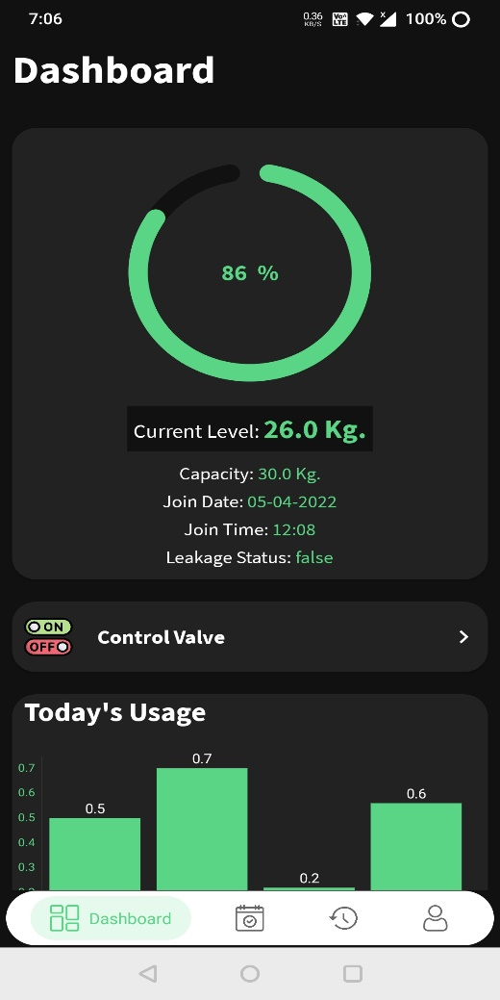 7:06 0.36 KB/S VoA LTE X 100%
Dashboard
86 %
Current Level: 26.0 Kg.
Capacity: 30.0 Kg.
Join Date: 05-04-2022
Join Time: 12:08
Leakage Status: false
ON
OFF
Control Valve
Today's Usage
0.7
0.7
0.6
0.6
0.5
0.5
0.4
0.3
0.2
Dashboard